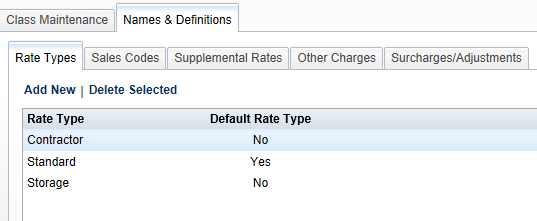 Class Maintenance Names & Definitions
Rate Types Sales Codes Supplemental Rates Other Charges Surcharges/Adjustments
Add New | Delete Selected
Rate Type Default Rate Type
Contractor No
Standard Yes
Storage No